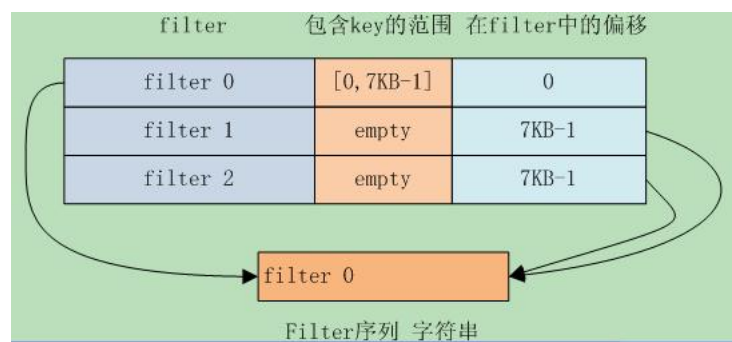 filter 包含key的范围 在filter中的偏移
filter 0 [0,7KB-1] 0
filter 1 empty 7KB-1
filter 2 empty 7KB-1
filter 0
Filter序列 字符串